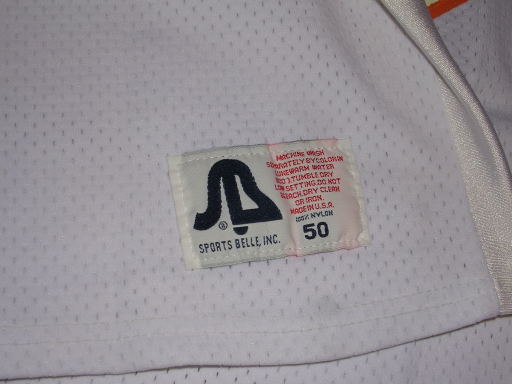 ® SPORTS BELLE, INC.
MACHINE WASH
SEPARATELY BY COLOR IN
LUKEWARM WATER
AND TUMBLE DRY
LOW SETTING. DO NOT
BLEACH, DRY CLEAN
OR IRON.
MADE IN U.S.A.
100% NYLON
50